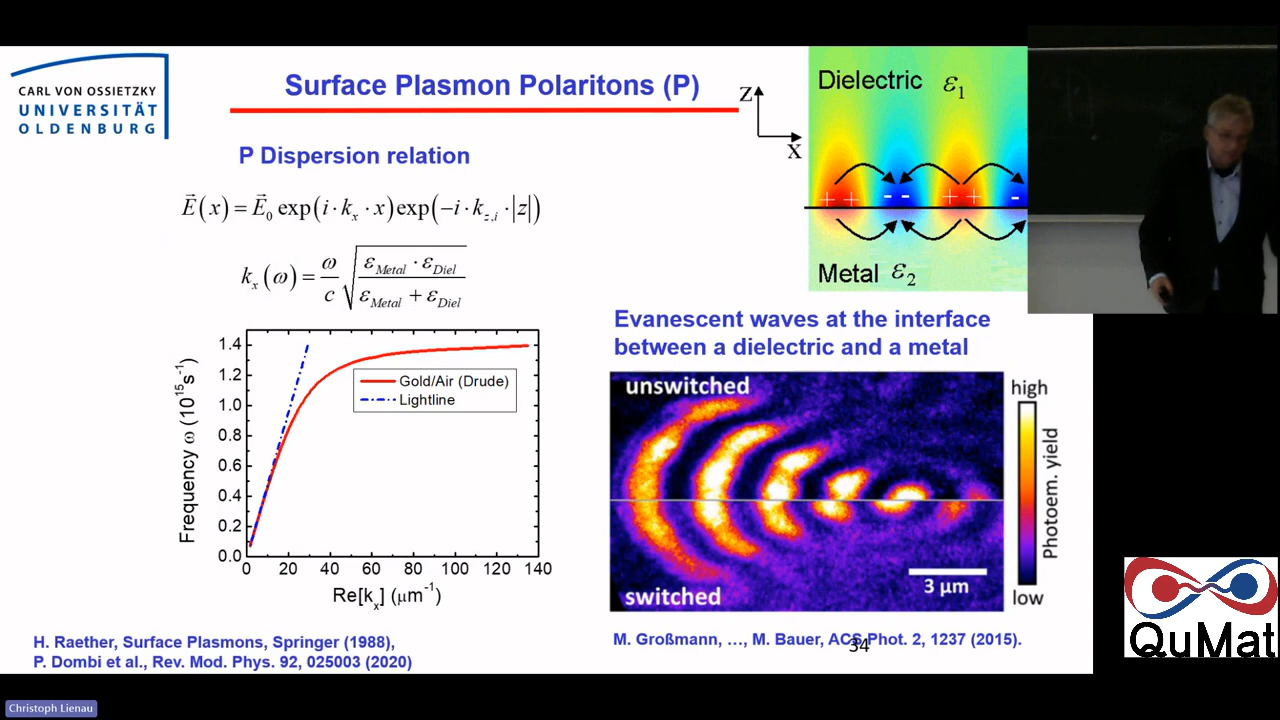 CARL VON OSSIETZKY
UNIVERSITÄT
OLDENBURG
Surface Plasmon Polaritons (P)
P Dispersion relation
E⃗(x) = E⃗₀ exp(i·kₓ·x) exp(−i·k_z,i·|z|)
kₓ(ω) = ω/c √(ε_Metal · ε_Diel / ε_Metal + ε_Diel)
Frequency ω (10¹⁵s⁻¹)
1.4
1.2
1.0
0.8
0.6
0.4
0.2
0.0
Gold/Air (Drude)
Lightline
0 20 40 60 80 100 120 140
Re[kₓ] (μm⁻¹)
H. Raether, Surface Plasmons, Springer (1988),
P. Dombi et al., Rev. Mod. Phys. 92, 025003 (2020)
Z
X
Dielectric ε₁
+ + - - + + -
Metal ε₂
Evanescent waves at the interface
between a dielectric and a metal
unswitched
switched
3 μm
high
Photoem. yield
low
M. Großmann, ..., M. Bauer, ACS Phot. 2, 1237 (2015).
34
QuMat
Christoph Lienau